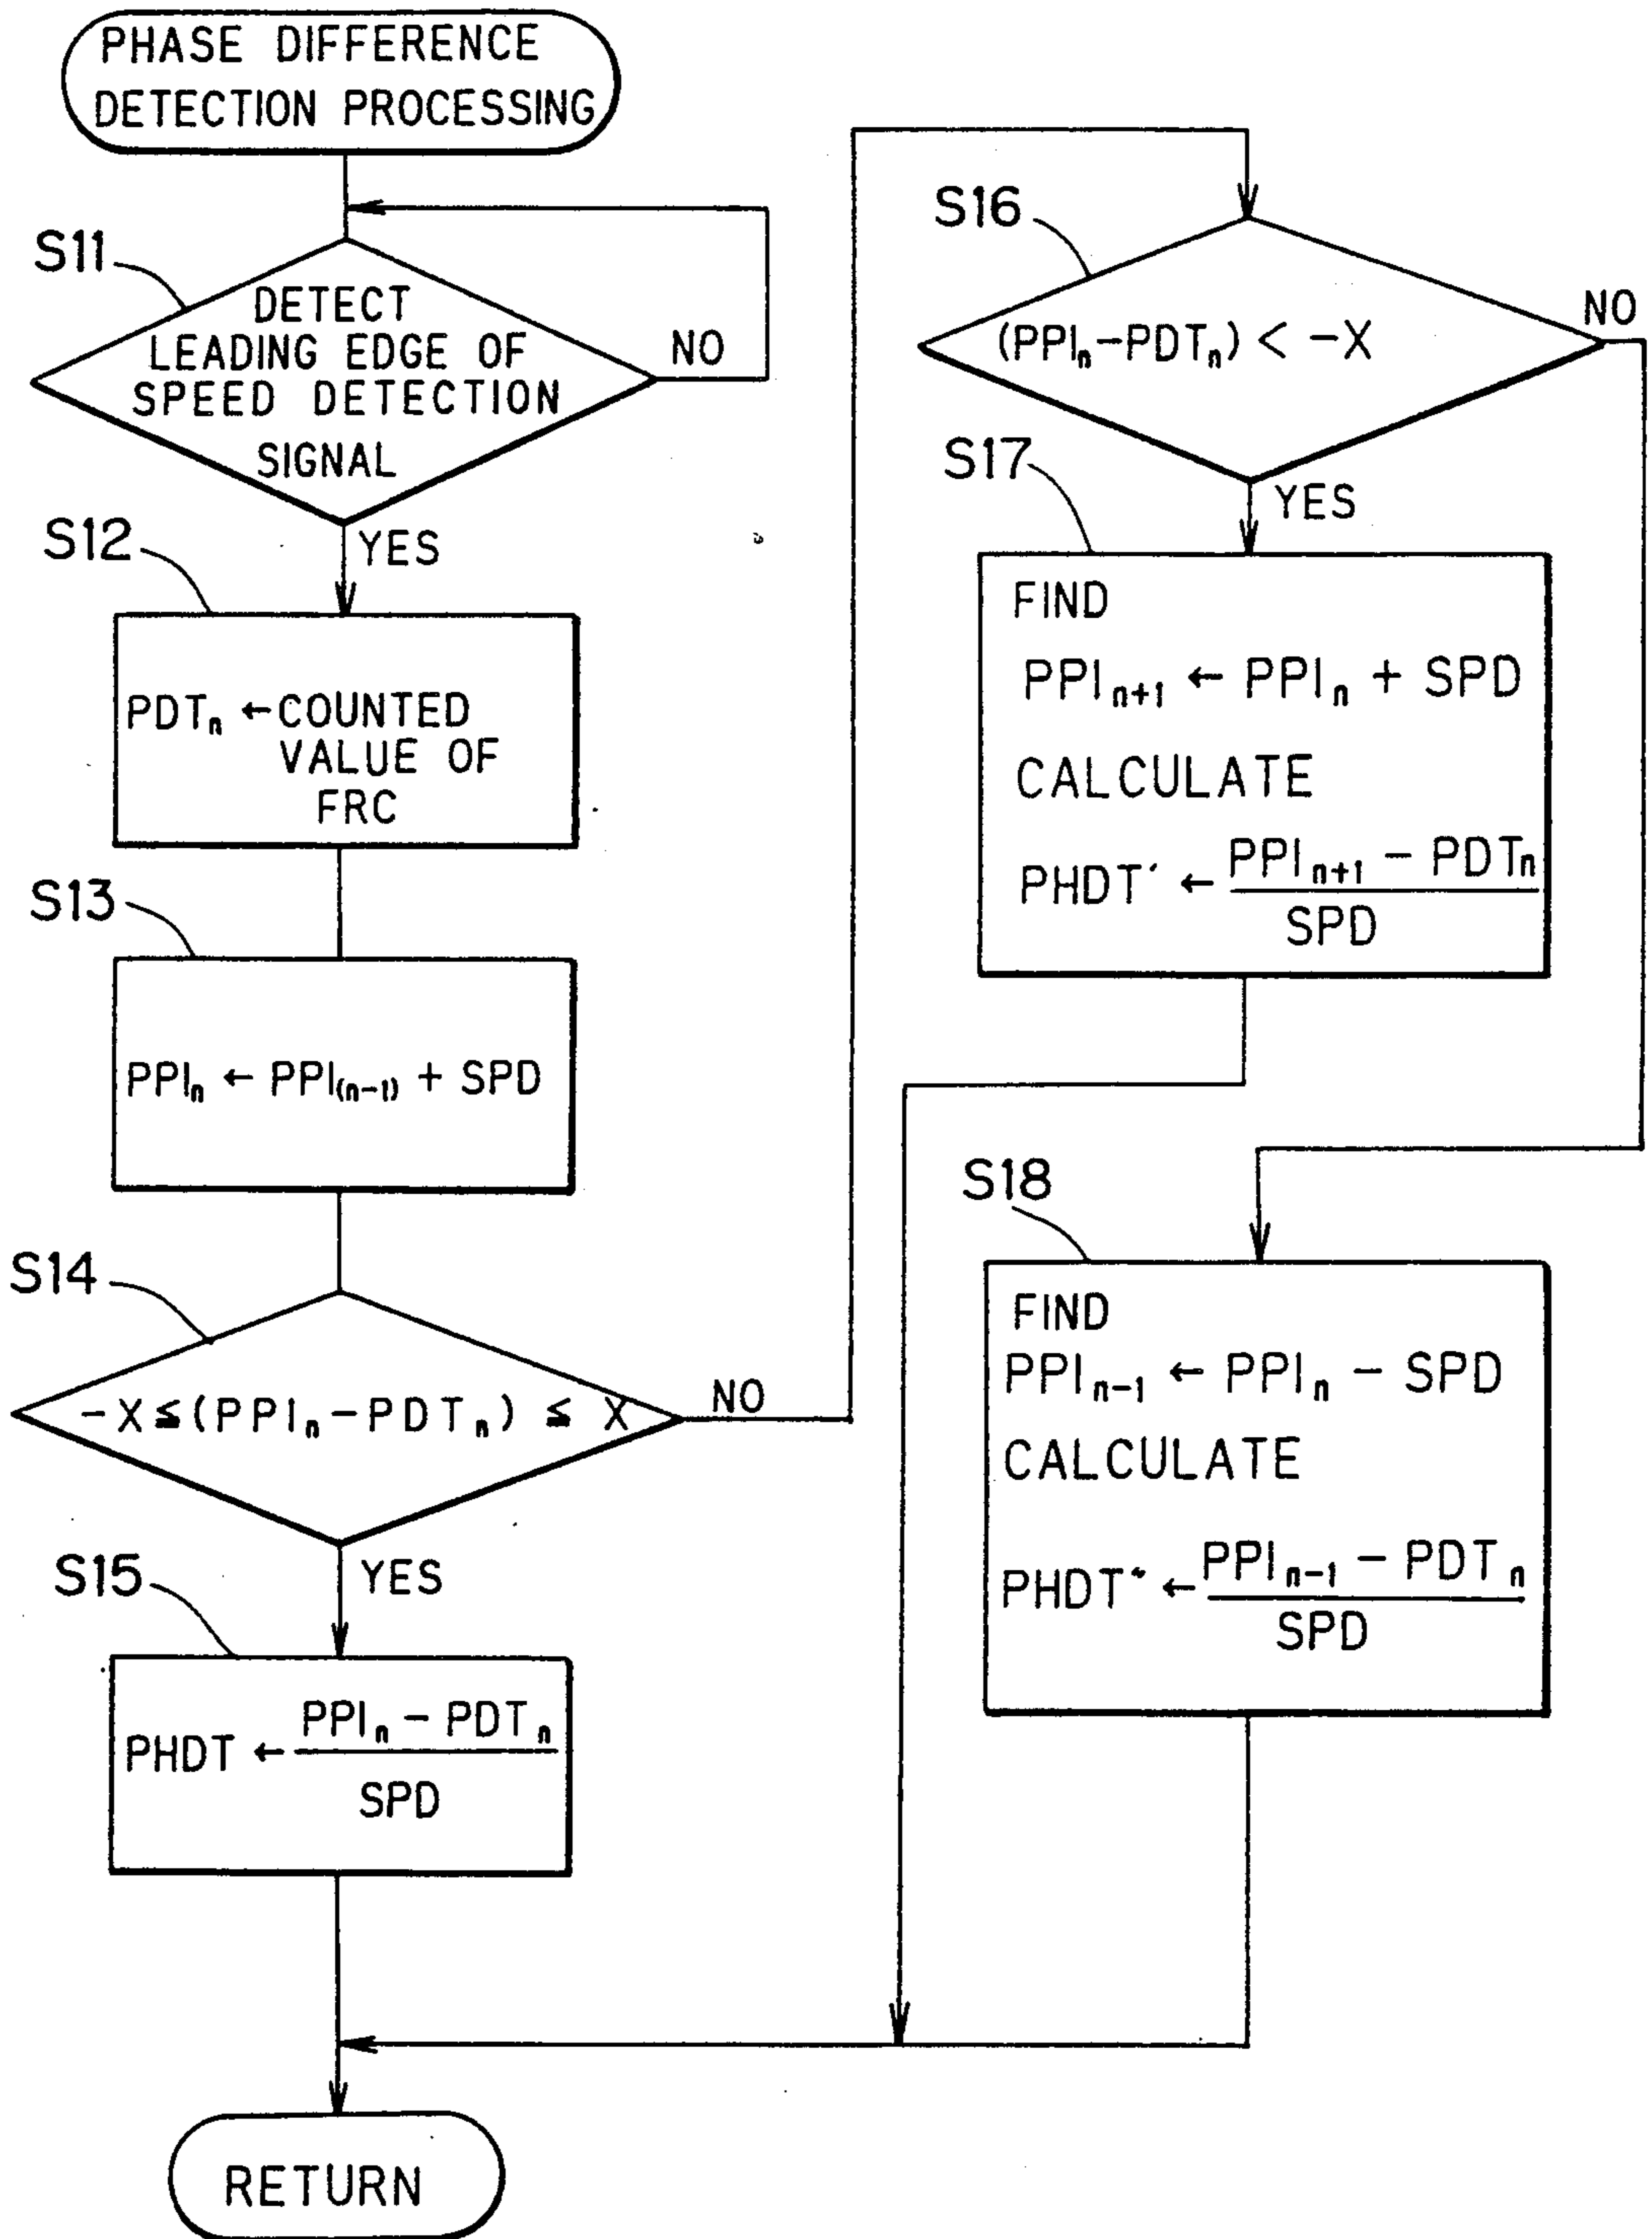 PHASE DIFFERENCE
DETECTION PROCESSING
S11
DETECT
LEADING EDGE OF
SPEED DETECTION
SIGNAL
NO
YES
S12
PDTₙ ← COUNTED
VALUE OF
FRC
S13
PPIₙ ← PPI₍ₙ₋₁₎ + SPD
S14
-X ≦ (PPIₙ - PDTₙ) ≦ X
NO
YES
S15
PHDT ← PPIₙ - PDTₙ
SPD
RETURN
S16
(PPIₙ - PDTₙ) < -X
NO
YES
S17
FIND
PPIₙ₊₁ ← PPIₙ + SPD
CALCULATE
PHDT′ ← PPIₙ₊₁ - PDTₙ
SPD
S18
FIND
PPIₙ₋₁ ← PPIₙ - SPD
CALCULATE
PHDT″ ← PPIₙ₋₁ - PDTₙ
SPD